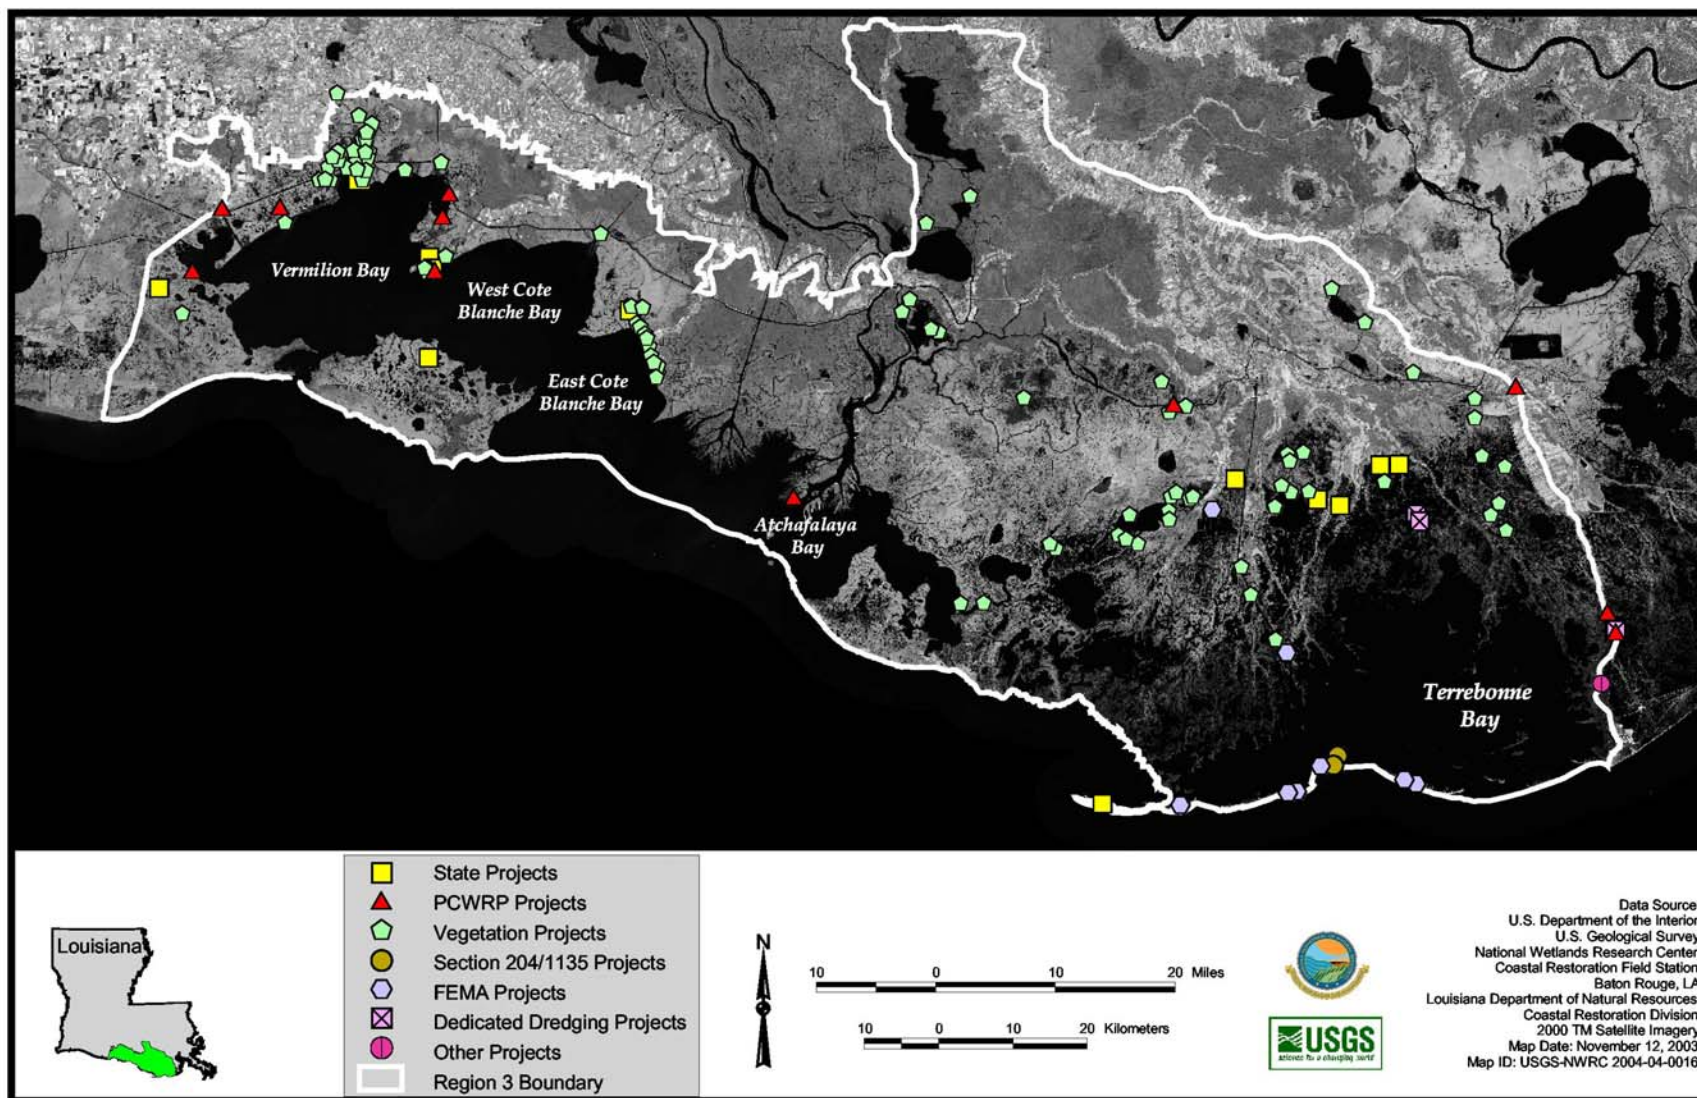 Vermilion Bay
West Cote
Blanche Bay
East Cote
Blanche Bay
Atchafalaya
Bay
Terrebonne
Bay
Louisiana
State Projects
PCWRP Projects
Vegetation Projects
Section 204/1135 Projects
FEMA Projects
Dedicated Dredging Projects
Other Projects
Region 3 Boundary
N
10 0 10 20 Miles
10 0 10 20 Kilometers
USGS
science for a changing world
Data Source:
U.S. Department of the Interior
U.S. Geological Survey
National Wetlands Research Center
Coastal Restoration Field Station
Baton Rouge, LA
Louisiana Department of Natural Resources
Coastal Restoration Division
2000 TM Satellite Imagery
Map Date: November 12, 2003
Map ID: USGS-NWRC 2004-04-0016